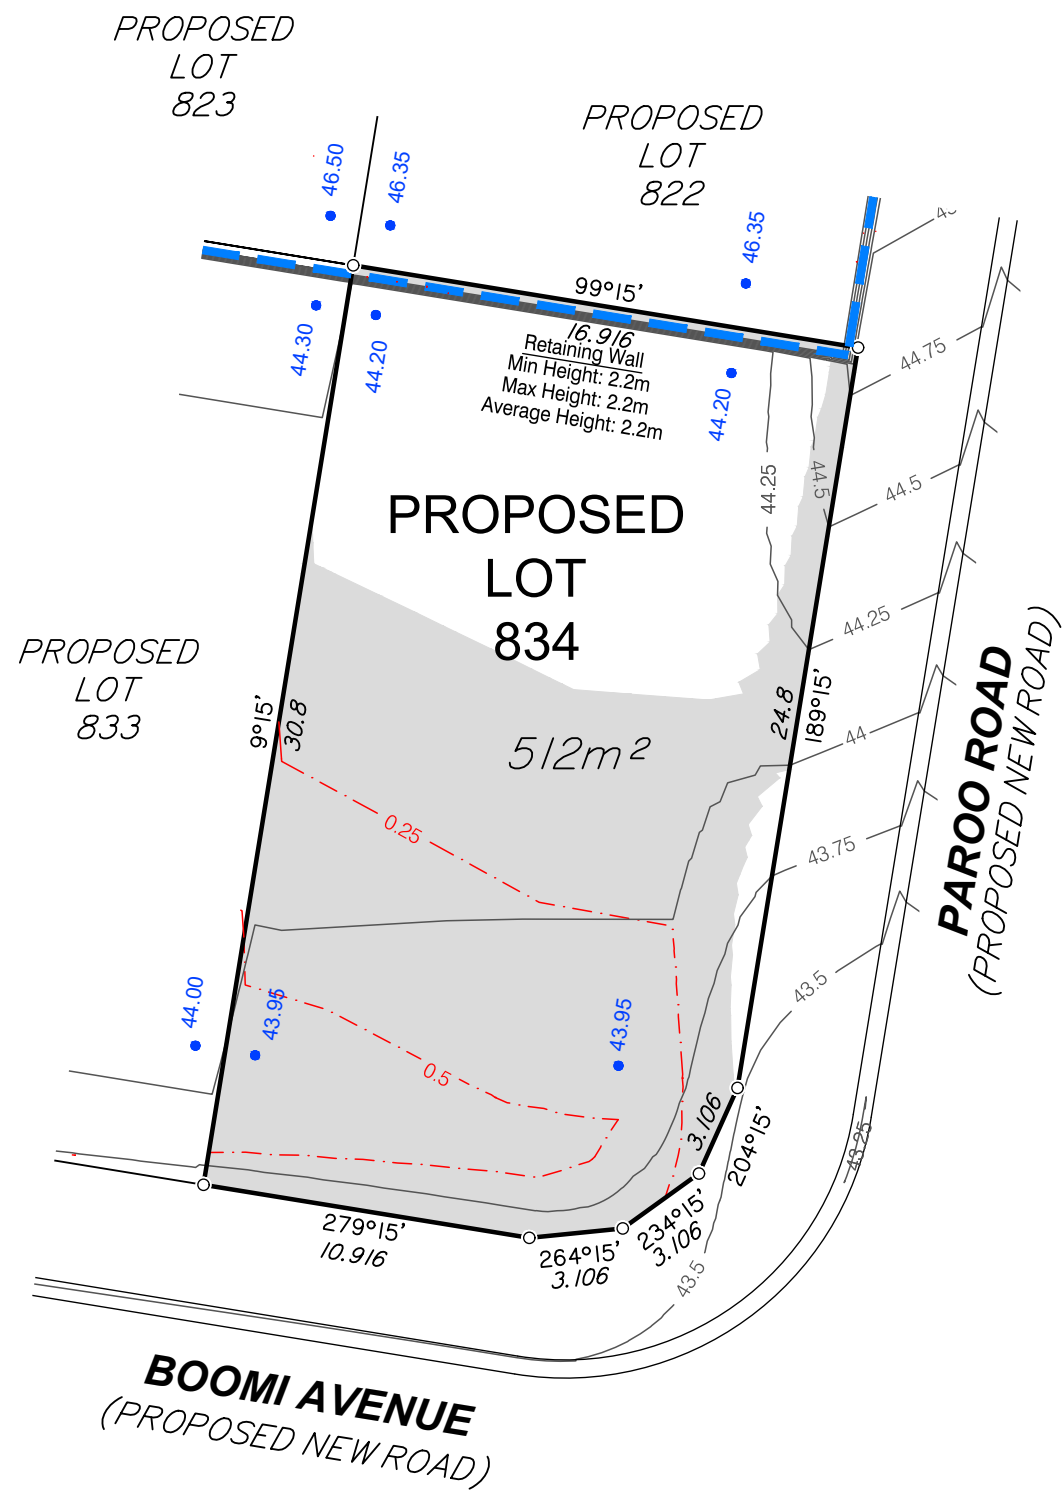 PROPOSED
LOT
823
PROPOSED
LOT
822
46.50
46.35
46.35
99°15'
16.916
Retaining Wall
Min Height: 2.2m
Max Height: 2.2m
Average Height: 2.2m
44.30
44.20
44.20
44.75
44.25
44.5
44.5
PROPOSED
LOT
834
44.25
PROPOSED
LOT
833
9°15'
30.8
24.8
189°15'
512m²
44
PAROO ROAD
(PROPOSED NEW ROAD)
0.25
43.75
44.00
43.95
43.95
43.5
0.5
3.106
204°15'
43.25
279°15'
10.916
264°15'
3.106
234°15'
3.106
43.5
BOOMI AVENUE
(PROPOSED NEW ROAD)